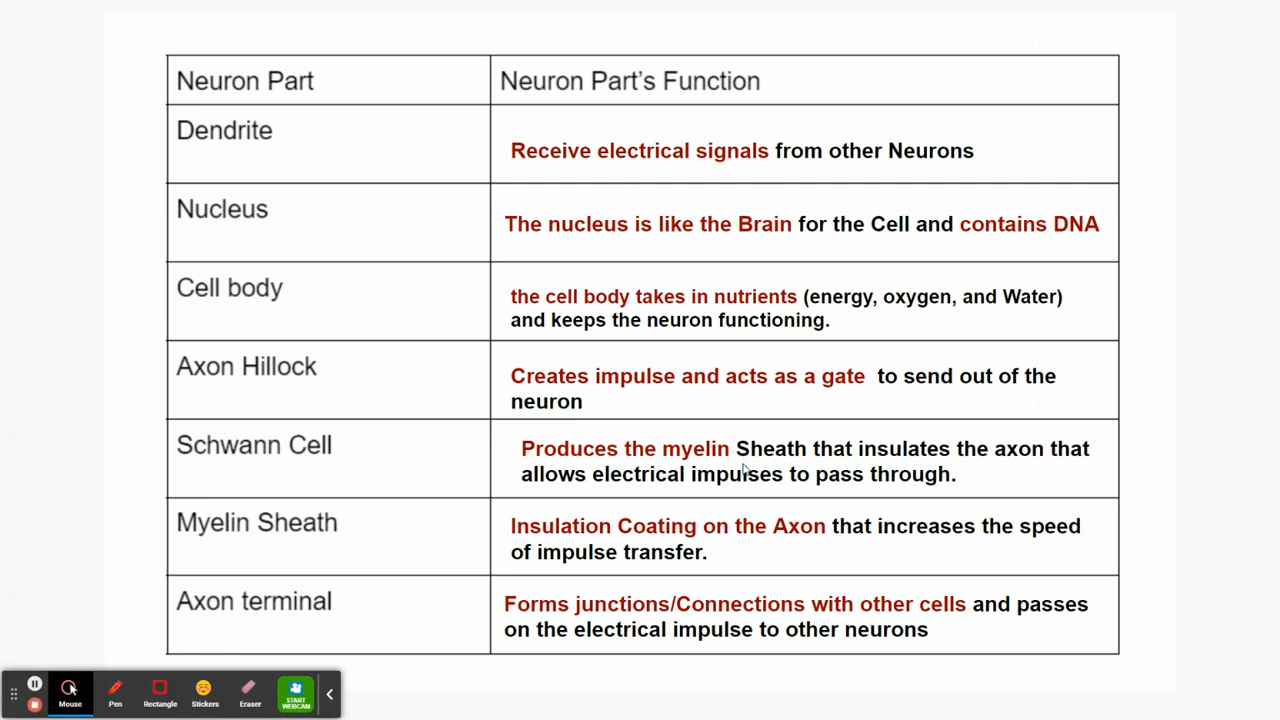 Neuron Part
Neuron Part's Function
Dendrite
Receive electrical signals from other Neurons
Nucleus
The nucleus is like the Brain for the Cell and contains DNA
Cell body
the cell body takes in nutrients (energy, oxygen, and Water)
and keeps the neuron functioning.
Axon Hillock
Creates impulse and acts as a gate to send out of the
neuron
Schwann Cell
Produces the myelin Sheath that insulates the axon that
allows electrical impulses to pass through.
Myelin Sheath
Insulation Coating on the Axon that increases the speed
of impulse transfer.
Axon terminal
Forms junctions/Connections with other cells and passes
on the electrical impulse to other neurons
Mouse
Pen
Rectangle
Stickers
Eraser
START
WEBCAM